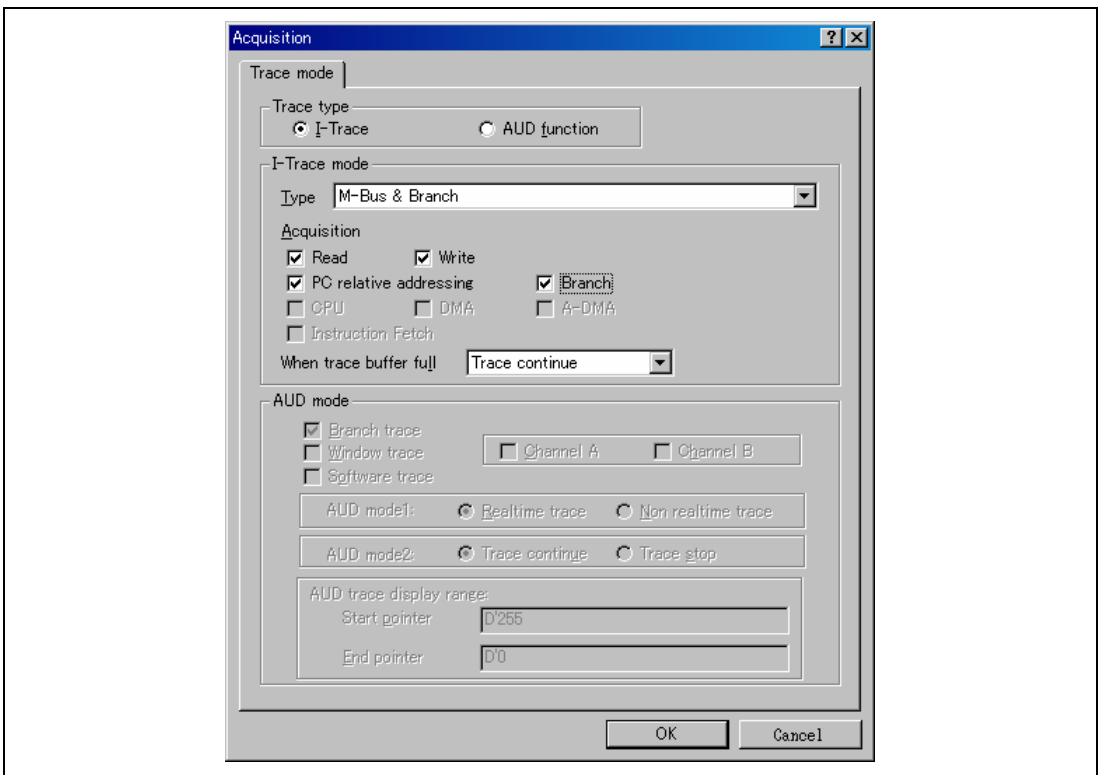 Acquisition
Trace mode
Trace type
I-Trace AUD function
I-Trace mode
Type M-Bus & Branch
Acquisition
Read Write
PC relative addressing Branch
CPU DMA A-DMA
Instruction Fetch
When trace buffer full Trace continue
AUD mode
Branch trace
Window trace Channel A Channel B
Software trace
AUD mode1: Realtime trace Non realtime trace
AUD mode2: Trace continue Trace stop
AUD trace display range:
Start pointer D'255
End pointer D'0
OK Cancel